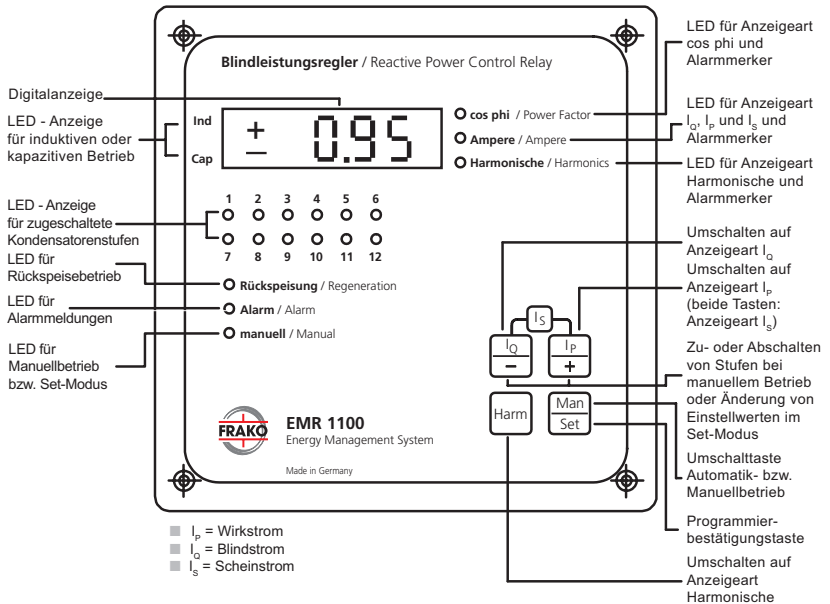 Blindleistungsregler / Reactive Power Control Relay
Digitalanzeige
LED - Anzeige
für induktiven oder
kapazitiven Betrieb
Ind
Cap
+
−
0.95
cos phi / Power Factor
Ampere / Ampere
Harmonische / Harmonics
LED für Anzeigeart
cos phi und
Alarmmerker
LED für Anzeigeart
IQ, IP und IS und
Alarmmerker
LED für Anzeigeart
Harmonische und
Alarmmerker
LED - Anzeige
für zugeschaltete
Kondensatorenstufen
1 2 3 4 5 6
7 8 9 10 11 12
LED für
Rückspeisebetrieb
Rückspeisung / Regeneration
LED für
Alarmmeldungen
Alarm / Alarm
LED für
Manuellbetrieb
bzw. Set-Modus
manuell / Manual
Umschalten auf
Anzeigeart IQ
Umschalten auf
Anzeigeart IP
(beide Tasten:
Anzeigeart IS)
IS
IQ
−
IP
+
Zu- oder Abschalten
von Stufen bei
manuellem Betrieb
oder Änderung von
Einstellwerten im
Set-Modus
Harm
Man
Set
Umschalttaste
Automatik- bzw.
Manuellbetrieb
Programmier-
bestätigungstaste
Umschalten auf
Anzeigeart
Harmonische
FRAKO
EMR 1100
Energy Management System
Made in Germany
IP = Wirkstrom
IQ = Blindstrom
IS = Scheinstrom